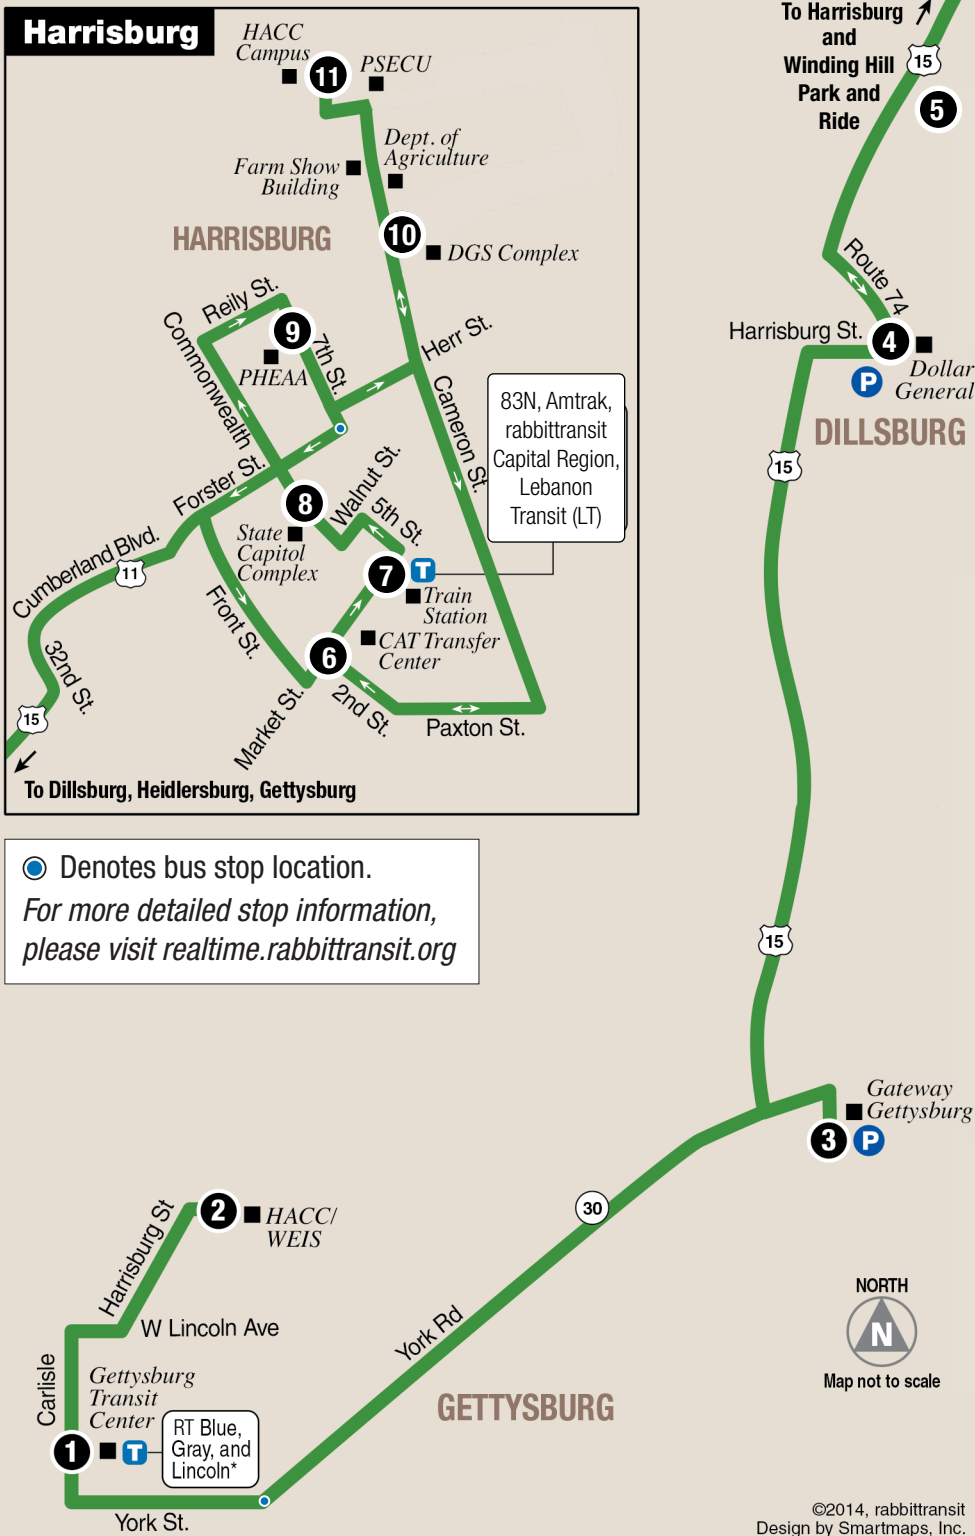 Harrisburg
HACC
Campus
11
PSECU
Dept. of
Agriculture
Farm Show
Building
HARRISBURG
10
DGS Complex
Reily St.
9
7th St.
Commonwealth
PHEAA
Herr St.
Cameron St.
83N, Amtrak,
rabbittransit
Capital Region,
Lebanon
Transit (LT)
Forster St.
8
Walnut St.
5th St.
State
Capitol
Complex
Cumberland Blvd.
11
7
T
Train
Station
Front St.
6
CAT Transfer
Center
32nd St.
15
Market St.
2nd St.
Paxton St.
To Dillsburg, Heidlersburg, Gettysburg
To Harrisburg
and
Winding Hill
Park and
Ride
15
5
Route 74
Harrisburg St.
4
P
Dollar
General
DILLSBURG
15
Denotes bus stop location.
For more detailed stop information,
please visit realtime.rabbittransit.org
15
Gateway
Gettysburg
3
P
30
2
HACC/
WEIS
Harrisburg St
W Lincoln Ave
York Rd
Carlisle
Gettysburg
Transit
Center
1
T
RT Blue,
Gray, and
Lincoln*
York St.
GETTYSBURG
NORTH
N
Map not to scale
©2014, rabbittransit
Design by Smartmaps, Inc.